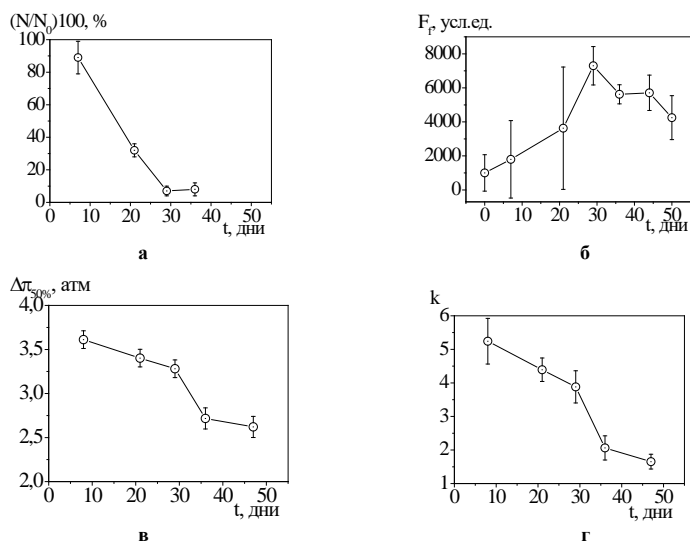 (N/N₀)100, %
100
80
60
40
20
0
0 10 20 30 40 50
t, дни
а
F_f, усл.ед.
8000
6000
4000
2000
0
0 10 20 30 40 50
t, дни
б
Δπ₅₀%, атм
4,0
3,5
3,0
2,5
2,0
0 10 20 30 40 50
t, дни
в
k
6
5
4
3
2
1
0 10 20 30 40 50
t, дни
г